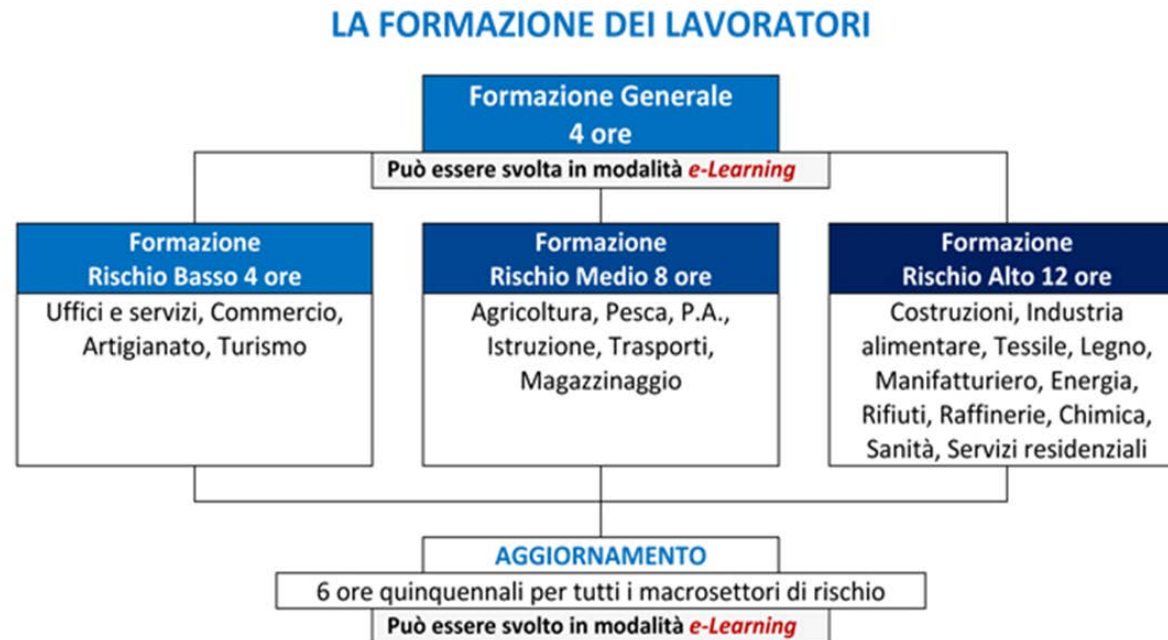 LA FORMAZIONE DEI LAVORATORI
Formazione Generale
4 ore
Può essere svolta in modalità e-Learning
Formazione
Rischio Basso 4 ore
Uffici e servizi, Commercio,
Artigianato, Turismo
Formazione
Rischio Medio 8 ore
Agricoltura, Pesca, P.A.,
Istruzione, Trasporti,
Magazzinaggio
Formazione
Rischio Alto 12 ore
Costruzioni, Industria
alimentare, Tessile, Legno,
Manifatturiero, Energia,
Rifiuti, Raffinerie, Chimica,
Sanità, Servizi residenziali
AGGIORNAMENTO
6 ore quinquennali per tutti i macrosettori di rischio
Può essere svolto in modalità e-Learning